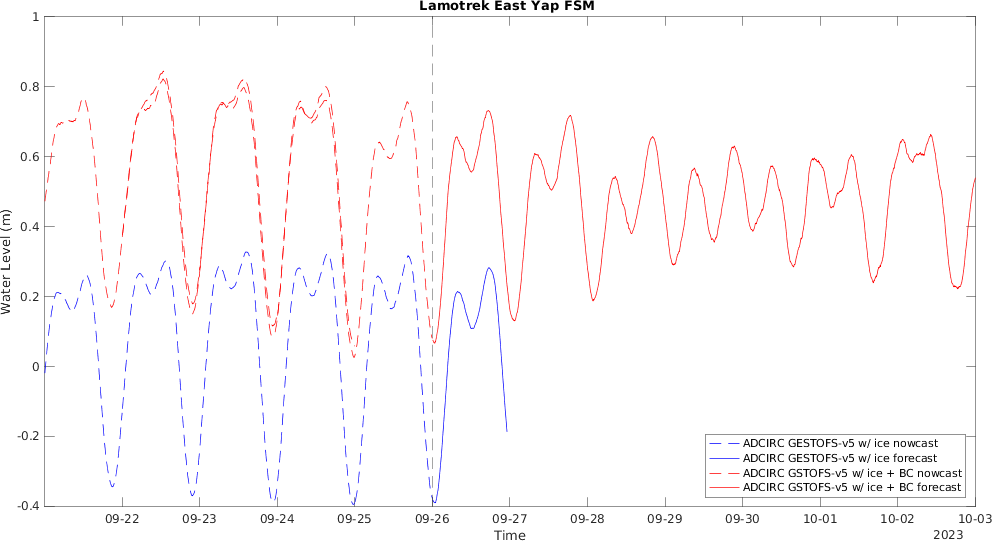 Lamotrek East Yap FSM
1
0.8
0.6
0.4
0.2
0
-0.2
-0.4
Water Level (m)
09-22 09-23 09-24 09-25 09-26 09-27 09-28 09-29 09-30 10-01 10-02 10-03
Time
2023
ADCIRC GESTOFS-v5 w/ ice nowcast
ADCIRC GESTOFS-v5 w/ ice forecast
ADCIRC GSTOFS-v5 w/ ice + BC nowcast
ADCIRC GSTOFS-v5 w/ ice + BC forecast